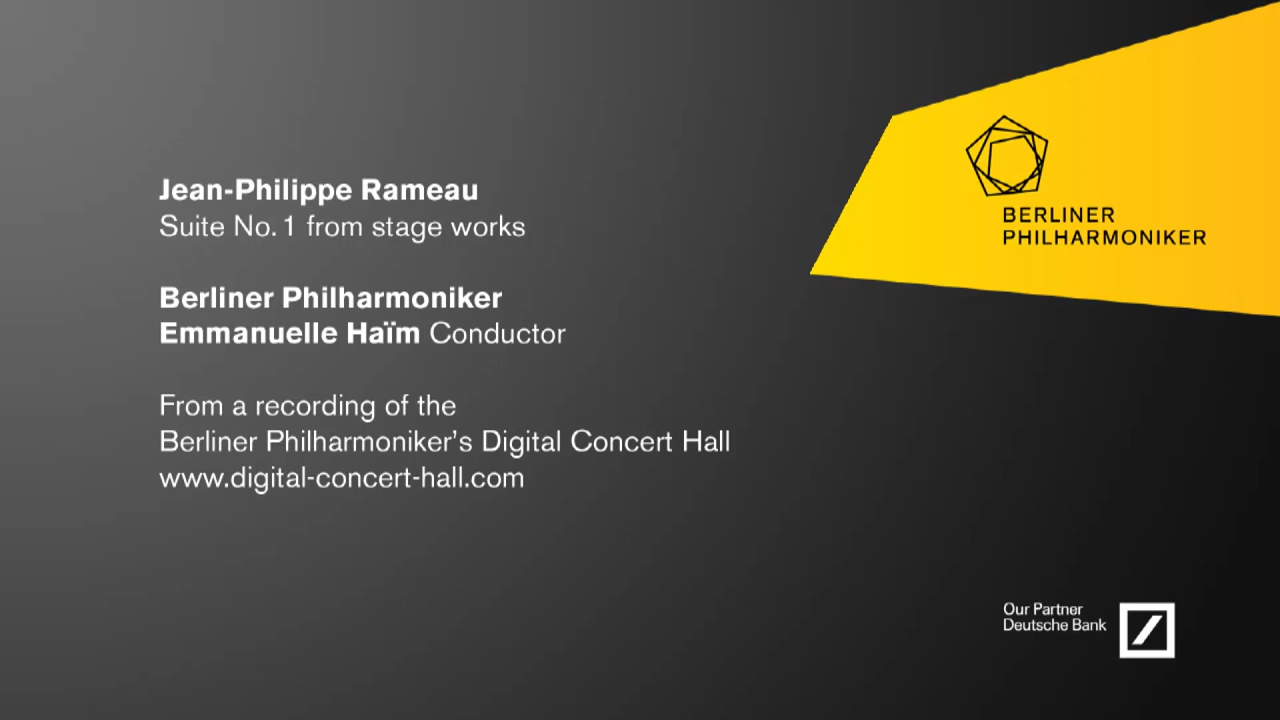 Jean-Philippe Rameau
Suite No. 1 from stage works
Berliner Philharmoniker
Emmanuelle Haïm Conductor
From a recording of the
Berliner Philharmoniker’s Digital Concert Hall
www.digital-concert-hall.com
BERLINER
PHILHARMONIKER
Our Partner
Deutsche Bank